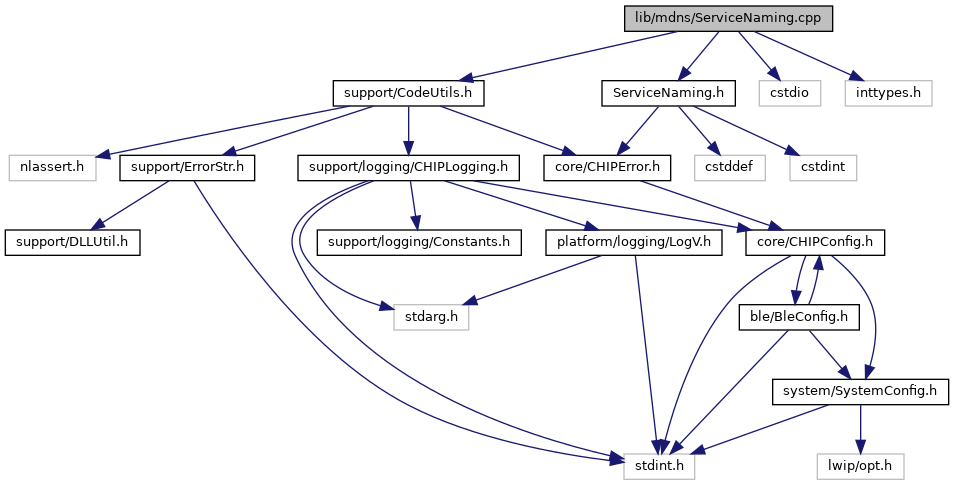 lib/mdns/ServiceNaming.cpp
support/CodeUtils.h
ServiceNaming.h
cstdio
inttypes.h
nlassert.h
support/ErrorStr.h
support/logging/CHIPLogging.h
core/CHIPError.h
cstddef
cstdint
support/DLLUtil.h
support/logging/Constants.h
platform/logging/LogV.h
core/CHIPConfig.h
stdarg.h
ble/BleConfig.h
system/SystemConfig.h
stdint.h
lwip/opt.h